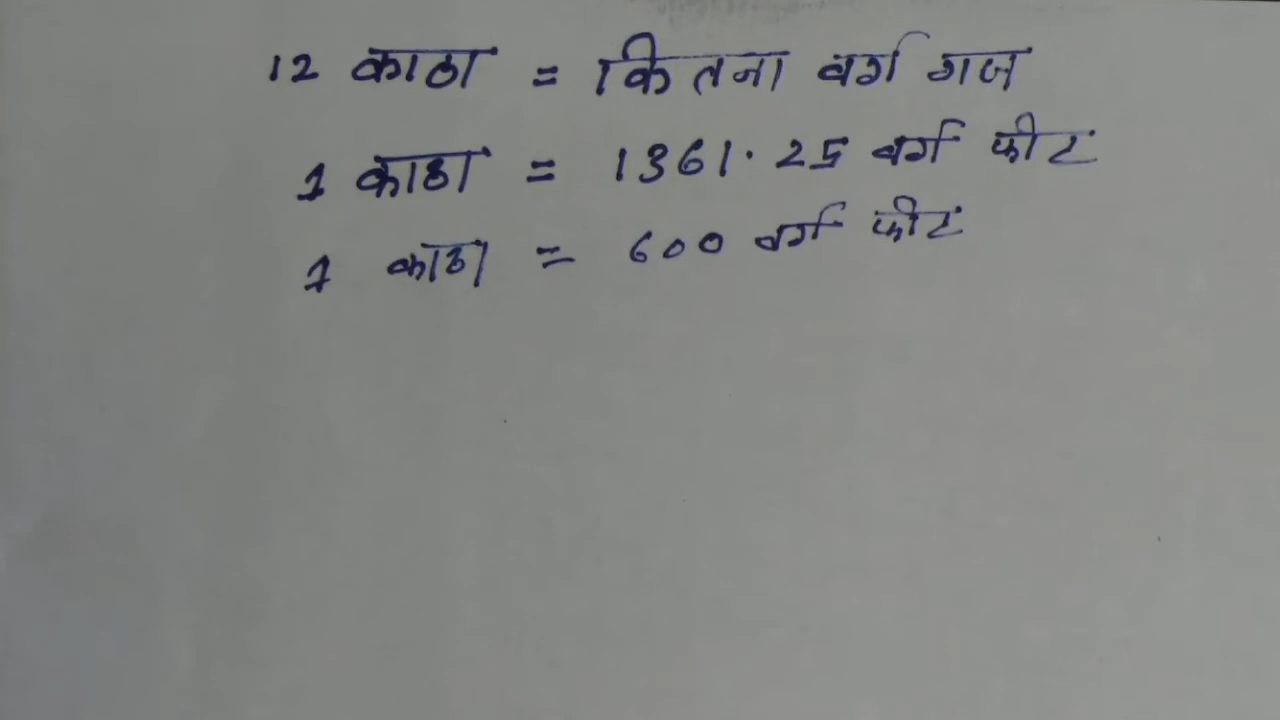 12 काठा = कितना वर्ग गज
1 काठा = 1361.25 वर्ग फीट
1 काठा = 600 वर्ग फीट